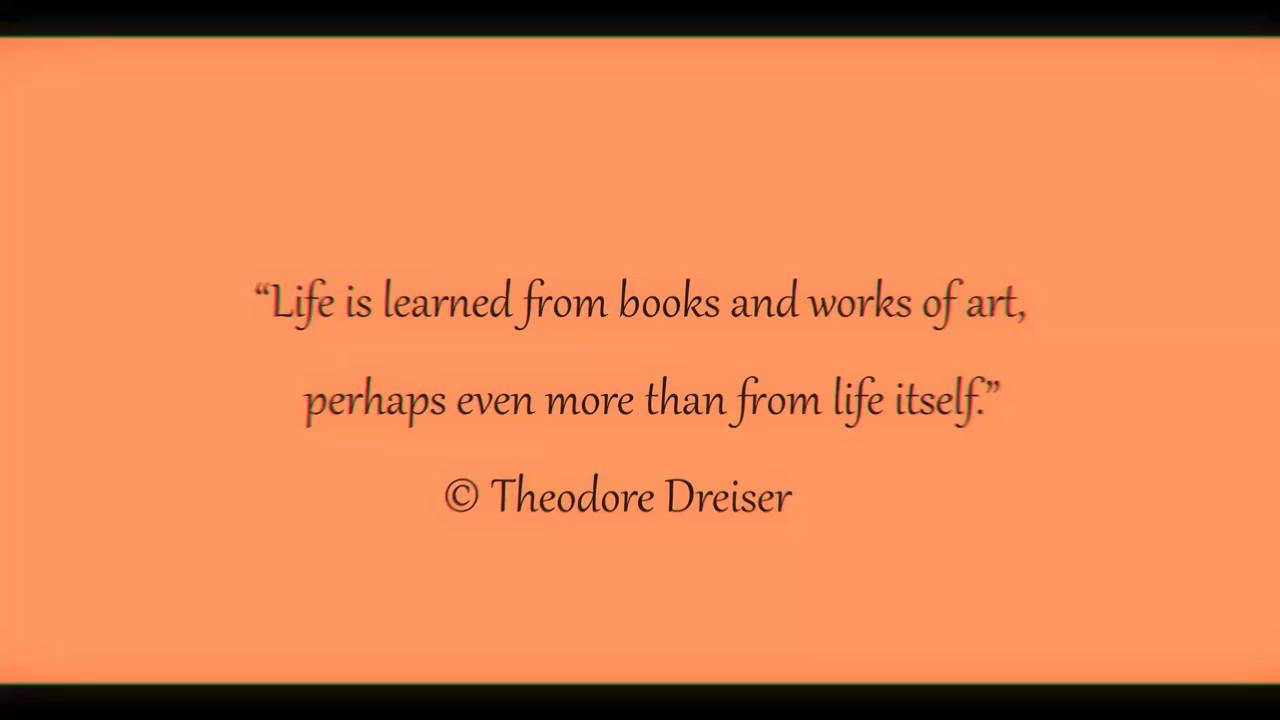 “Life is learned from books and works of art,
perhaps even more than from life itself.”
© Theodore Dreiser